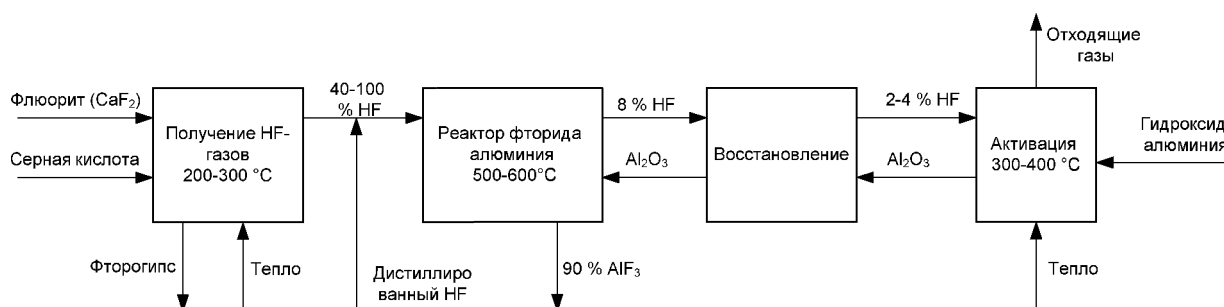 Отходящие
газы
Флюорит (CaF₂)
Серная кислота
Получение HF-
газов
200-300 °C
40-100
% HF
Реактор фторида
алюминия
500-600°C
8 % HF
Al₂O₃
Восстановление
2-4 % HF
Al₂O₃
Активация
300-400 °C
Гидроксид
алюминия
Фторогипс
Тепло
Дистиллиро
ванный HF
90 % AlF₃
Тепло